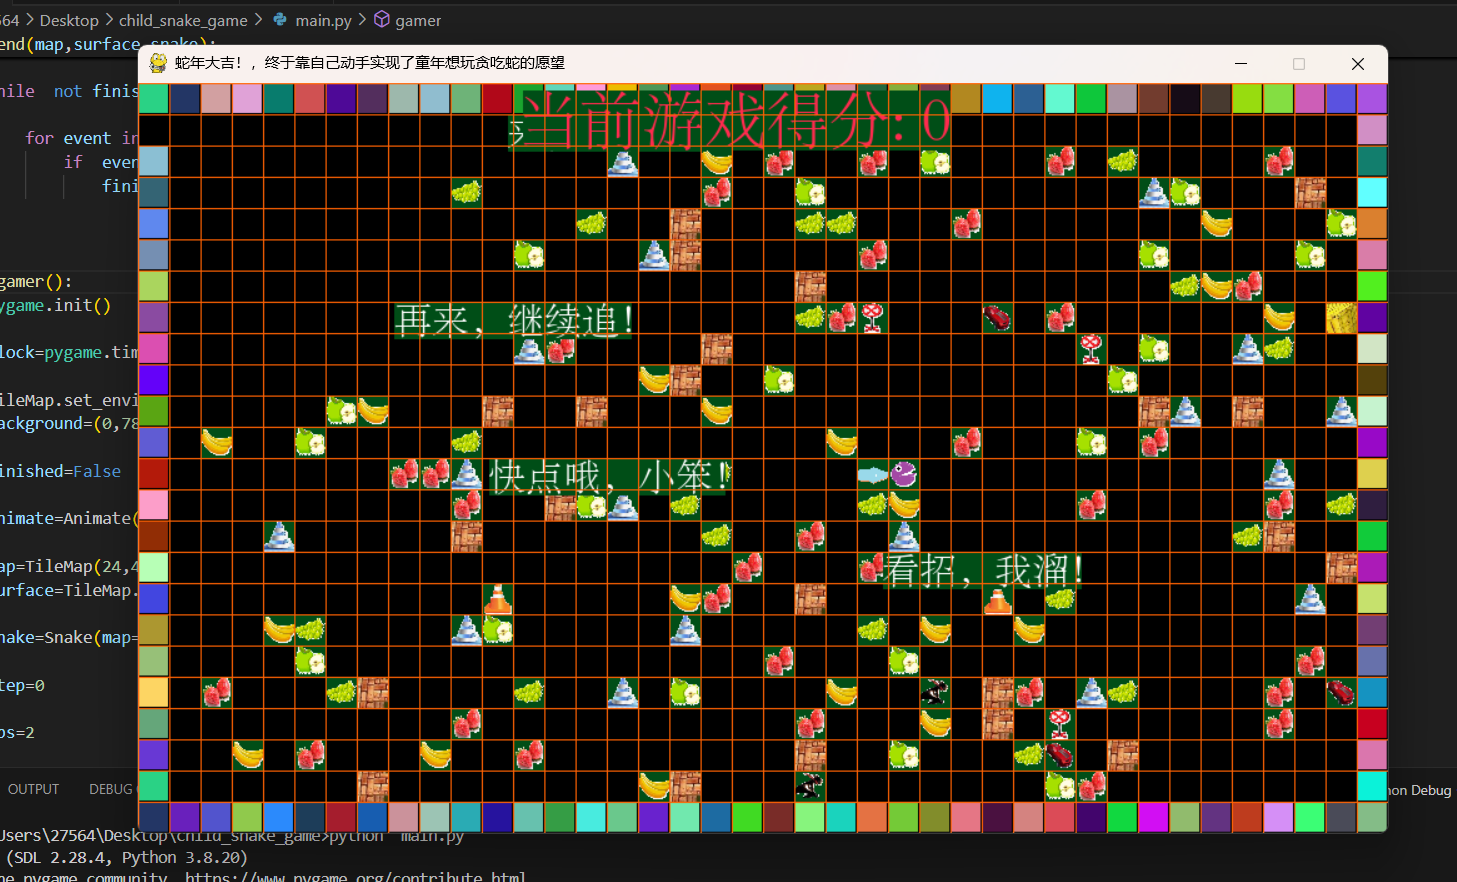 564 > Desktop > child_snake_game > main.py > gamer
end(map,surface,snake):
蛇年大吉！，终于靠自己动手实现了童年想玩贪吃蛇的愿望
hile not finis
for event in
if even
fini
当前游戏得分:0
gamer():
ygame.init()
再来，继续追!
lock=pygame.tim
ileMap.set_envi
ackground=(0,78
inished=False
快点哦，小笨!
nimate=Animate(
ap=TileMap(24,4
看招，我溜!
urface=TileMap.
nake=Snake(map=
tep=0
ps=2
OUTPUT DEBUG
on Debug
Users\27564\Desktop\child_snake_game>python main.py
(SDL 2.28.4, Python 3.8.20)
me pygame community. https://www.pygame.org/contribute.html